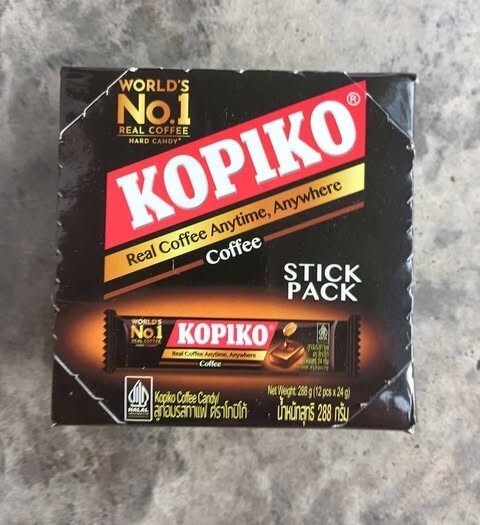 WORLD'S
No.1
REAL COFFEE
HARD CANDY*
KOPIKO®
Real Coffee Anytime, Anywhere
Coffee
STICK
PACK
WORLD'S
No.1
REAL COFFEE
KOPIKO
Real Coffee Anytime, Anywhere
Coffee
HALAL
Kopiko Coffee Candy/
ลูกอมรสกาแฟ ตราโกปิโก้
Net Weight: 288 g (12 pcs x 24 g)
น้ำหนักสุทธิ 288 กรัม